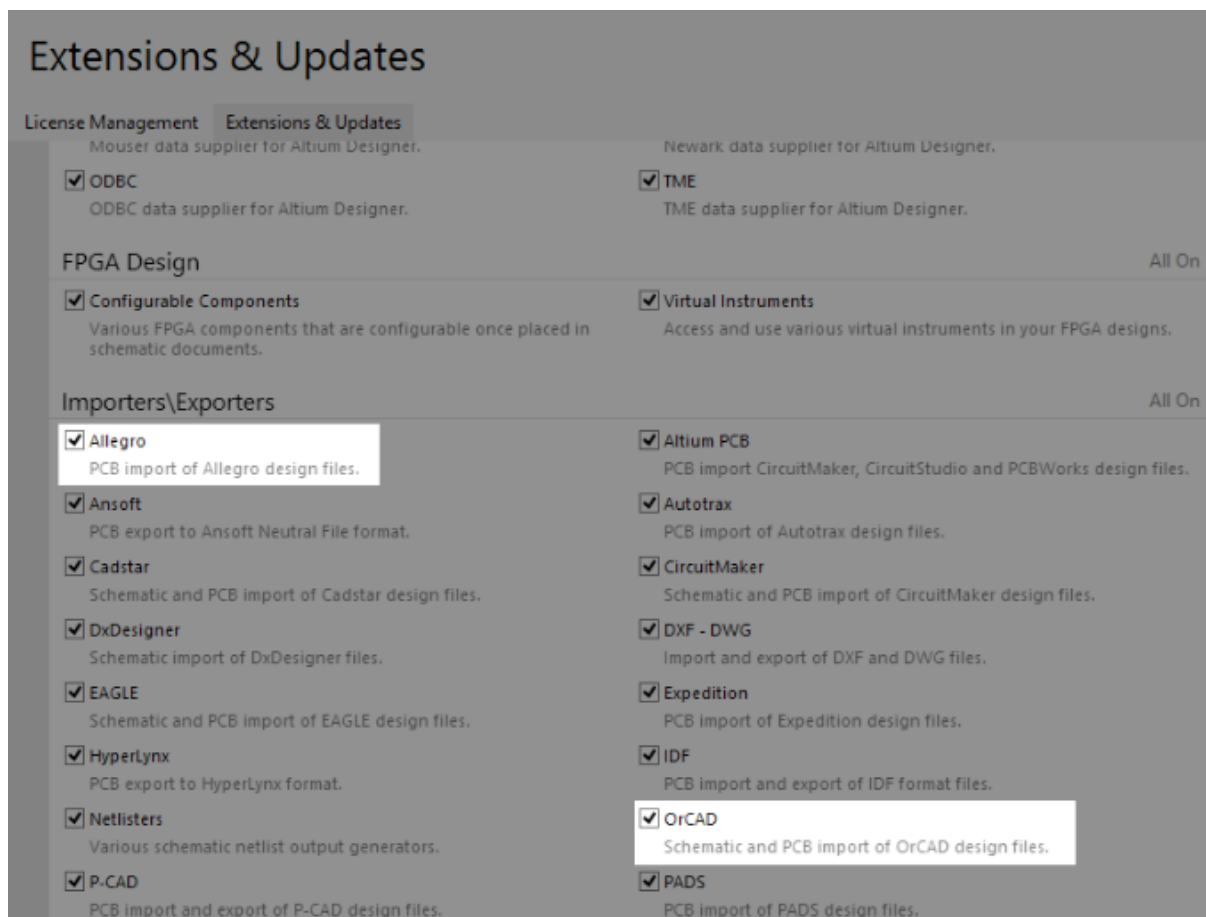 Extensions & Updates
License Management Extensions & Updates
Mouser data supplier for Altium Designer. Newark data supplier for Altium Designer.
ODBC TME
ODBC data supplier for Altium Designer. TME data supplier for Altium Designer.
FPGA Design All On
Configurable Components Virtual Instruments
Various FPGA components that are configurable once placed in Access and use various virtual instruments in your FPGA designs.
schematic documents.
Importers\Exporters All On
Allegro Altium PCB
PCB import of Allegro design files. PCB import CircuitMaker, CircuitStudio and PCBWorks design files.
Ansoft Autotrax
PCB export to Ansoft Neutral File format. PCB import of Autotrax design files.
Cadstar CircuitMaker
Schematic and PCB import of Cadstar design files. Schematic and PCB import of CircuitMaker design files.
DxDesigner DXF - DWG
Schematic import of DxDesigner files. Import and export of DXF and DWG files.
EAGLE Expedition
Schematic and PCB import of EAGLE design files. PCB import of Expedition design files.
HyperLynx IDF
PCB export to HyperLynx format. PCB import and export of IDF format files.
Netlisters OrCAD
Various schematic netlist output generators. Schematic and PCB import of OrCAD design files.
P-CAD PADS
PCB import and export of P-CAD design files. PCB import of PADS design files.